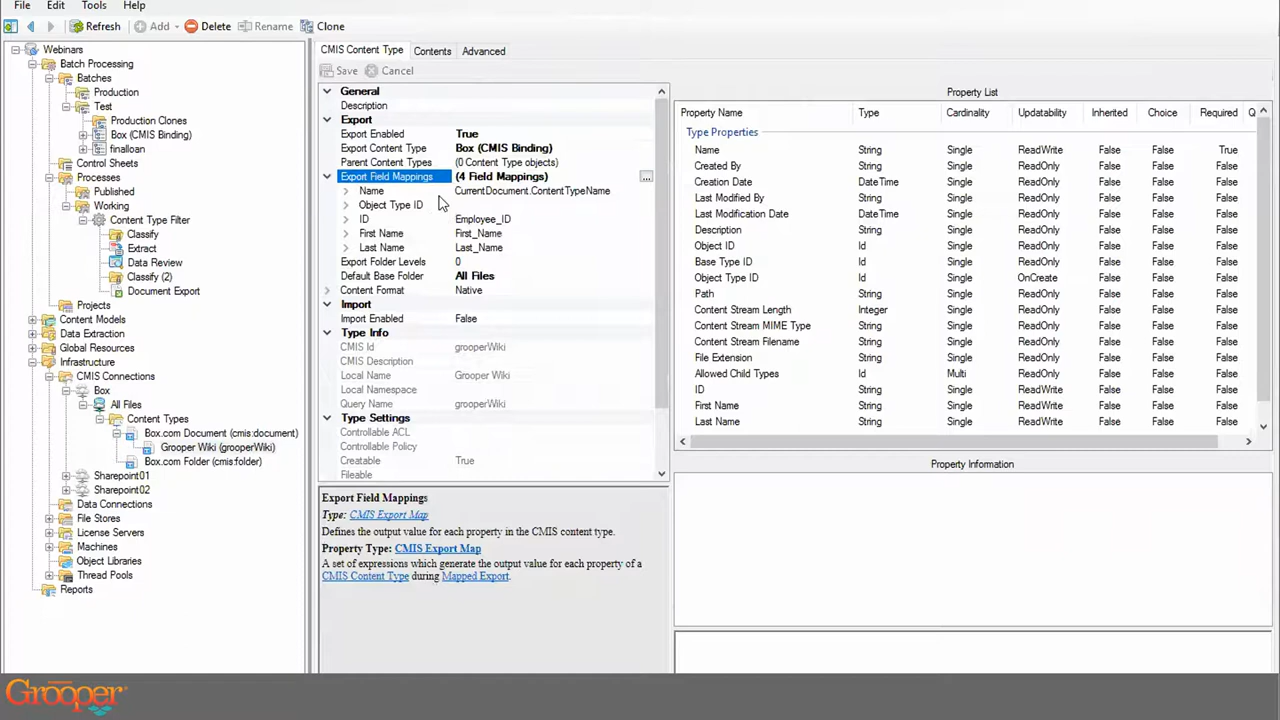 File Edit Tools Help
Refresh Add Delete Rename Clone
Webinars
Batch Processing
Batches
Production
Test
Production Clones
Box (CMIS Binding)
finalloan
Control Sheets
Processes
Published
Working
Content Type Filter
Classify
Extract
Data Review
Classify (2)
Document Export
Projects
Content Models
Data Extraction
Global Resources
Infrastructure
CMIS Connections
Box
All Files
Content Types
Box.com Document (cmis:document)
Grooper Wiki (grooperWiki)
Box.com Folder (cmis:folder)
Sharepoint01
Sharepoint02
Data Connections
File Stores
License Servers
Machines
Object Libraries
Thread Pools
Reports
CMIS Content Type Contents Advanced
Save Cancel
General
Description
Export
Export Enabled True
Export Content Type Box (CMIS Binding)
Parent Content Types (0 Content Type objects)
Export Field Mappings (4 Field Mappings) ...
Name CurrentDocument.ContentTypeName
Object Type ID
ID Employee_ID
First Name First_Name
Last Name Last_Name
Export Folder Levels 0
Default Base Folder All Files
Content Format Native
Import
Import Enabled False
Type Info
CMIS Id grooperWiki
CMIS Description
Local Name Grooper Wiki
Local Namespace
Query Name grooperWiki
Type Settings
Controllable ACL
Controllable Policy
Creatable True
Fileable
Export Field Mappings
Type: CMIS Export Map
Defines the output value for each property in the CMIS content type.
Property Type: CMIS Export Map
A set of expressions which generate the output value for each property of a
CMIS Content Type during Mapped Export.
Property List
Property Name Type Cardinality Updatability Inherited Choice Required Q
Type Properties
Name String Single ReadWrite False False True
Created By String Single ReadOnly False False False
Creation Date DateTime Single ReadOnly False False False
Last Modified By String Single ReadOnly False False False
Last Modification Date DateTime Single ReadOnly False False False
Description String Single ReadOnly False False False
Object ID Id Single ReadOnly False False False
Base Type ID Id Single ReadOnly False False False
Object Type ID Id Single OnCreate False False False
Path String Single ReadOnly False False False
Content Stream Length Integer Single ReadOnly False False False
Content Stream MIME Type String Single ReadOnly False False False
Content Stream Filename String Single ReadOnly False False False
File Extension String Single ReadOnly False False False
Allowed Child Types Id Multi ReadOnly False False False
ID String Single ReadWrite False False False
First Name String Single ReadWrite False False False
Last Name String Single ReadWrite False False False
Property Information
Grooper